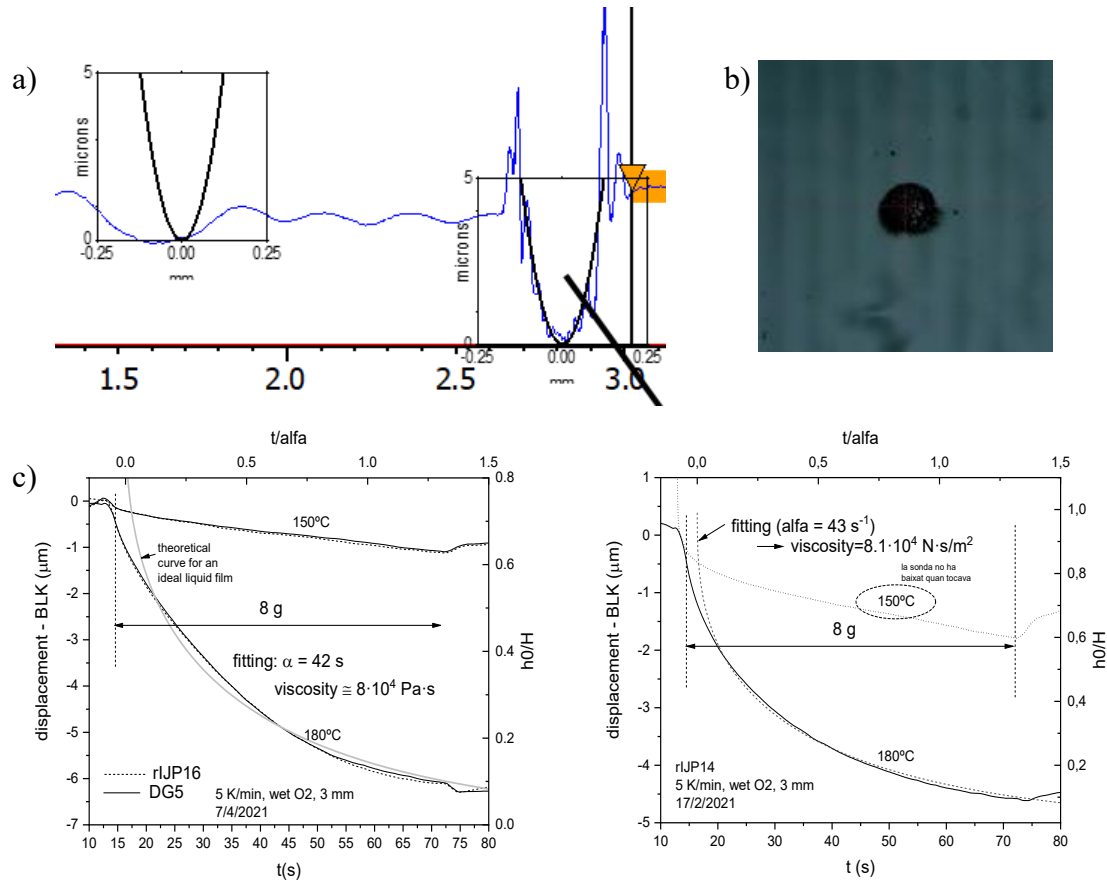 a)
5
microns
0
-0.25
0.00
0.25
mm
5
microns
0
-0.25
0.00
0.25
mm
1.5
2.0
2.5
3.0
b)
c)
t/alfa
0.0
0.5
1.0
1.5
0
-1
-2
-3
-4
-5
-6
-7
displacement - BLK (μm)
0.8
0.6
0.4
0.2
0.0
h0/H
150ºC
theoretical
curve for an
ideal liquid film
8 g
fitting: α = 42 s
viscosity ≅ 8·10⁴ Pa·s
180ºC
rIJP16
DG5
5 K/min, wet O2, 3 mm
7/4/2021
10 15 20 25 30 35 40 45 50 55 60 65 70 75 80
t(s)
t/alfa
0,0
0,5
1,0
1,5
1
0
-1
-2
-3
-4
-5
displacement - BLK (μm)
1,0
0,8
0,6
0,4
0,2
h0/H
fitting (alfa = 43 s⁻¹)
viscosity=8.1·10⁴ N·s/m²
la sonda no ha
baixat quan tocava
150ºC
8 g
180ºC
rIJP14
5 K/min, wet O2, 3 mm
17/2/2021
10 15 20 25 30 35 40 45 50 55 60 65 70 75 80
t (s)